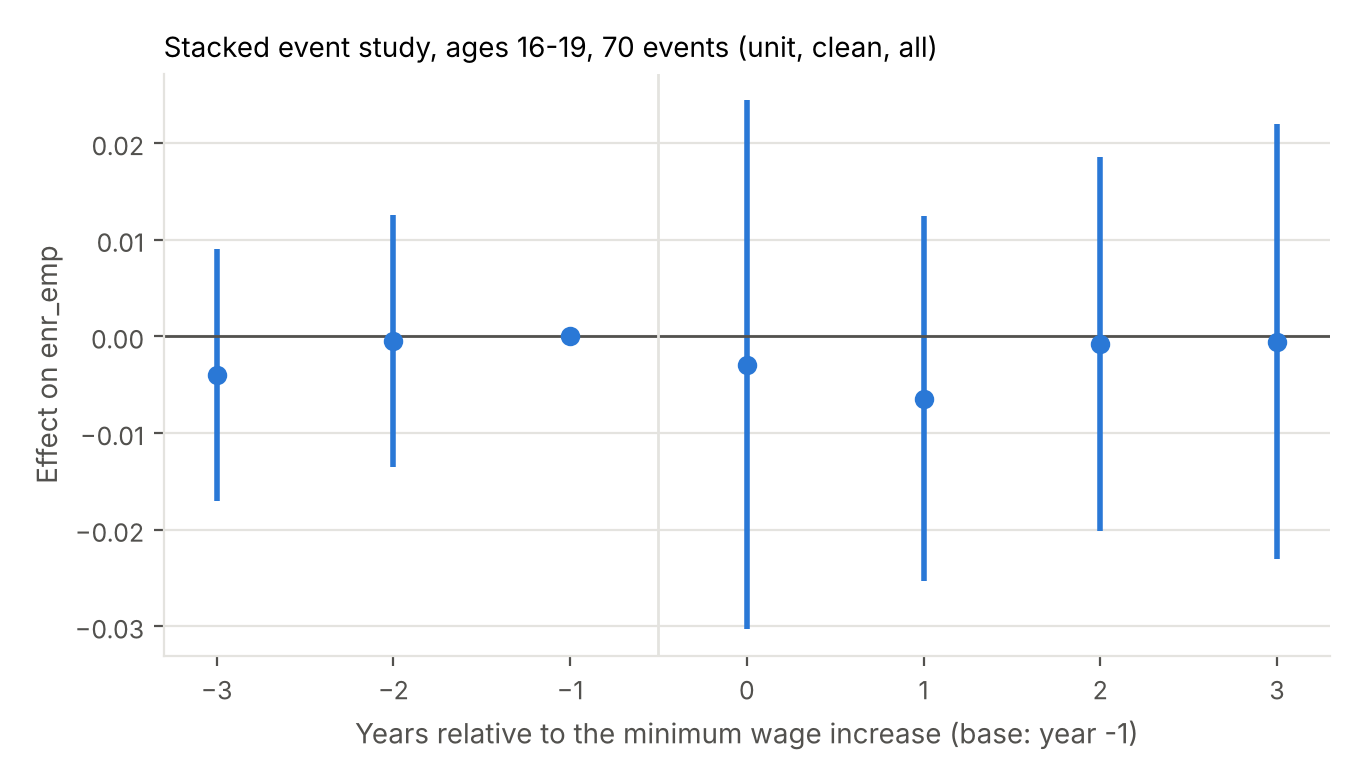 Stacked event study, ages 16-19, 70 events (unit, clean, all)
Effect on enr_emp
0.02
0.01
0.00
−0.01
−0.02
−0.03
−3 −2 −1 0 1 2 3
Years relative to the minimum wage increase (base: year -1)